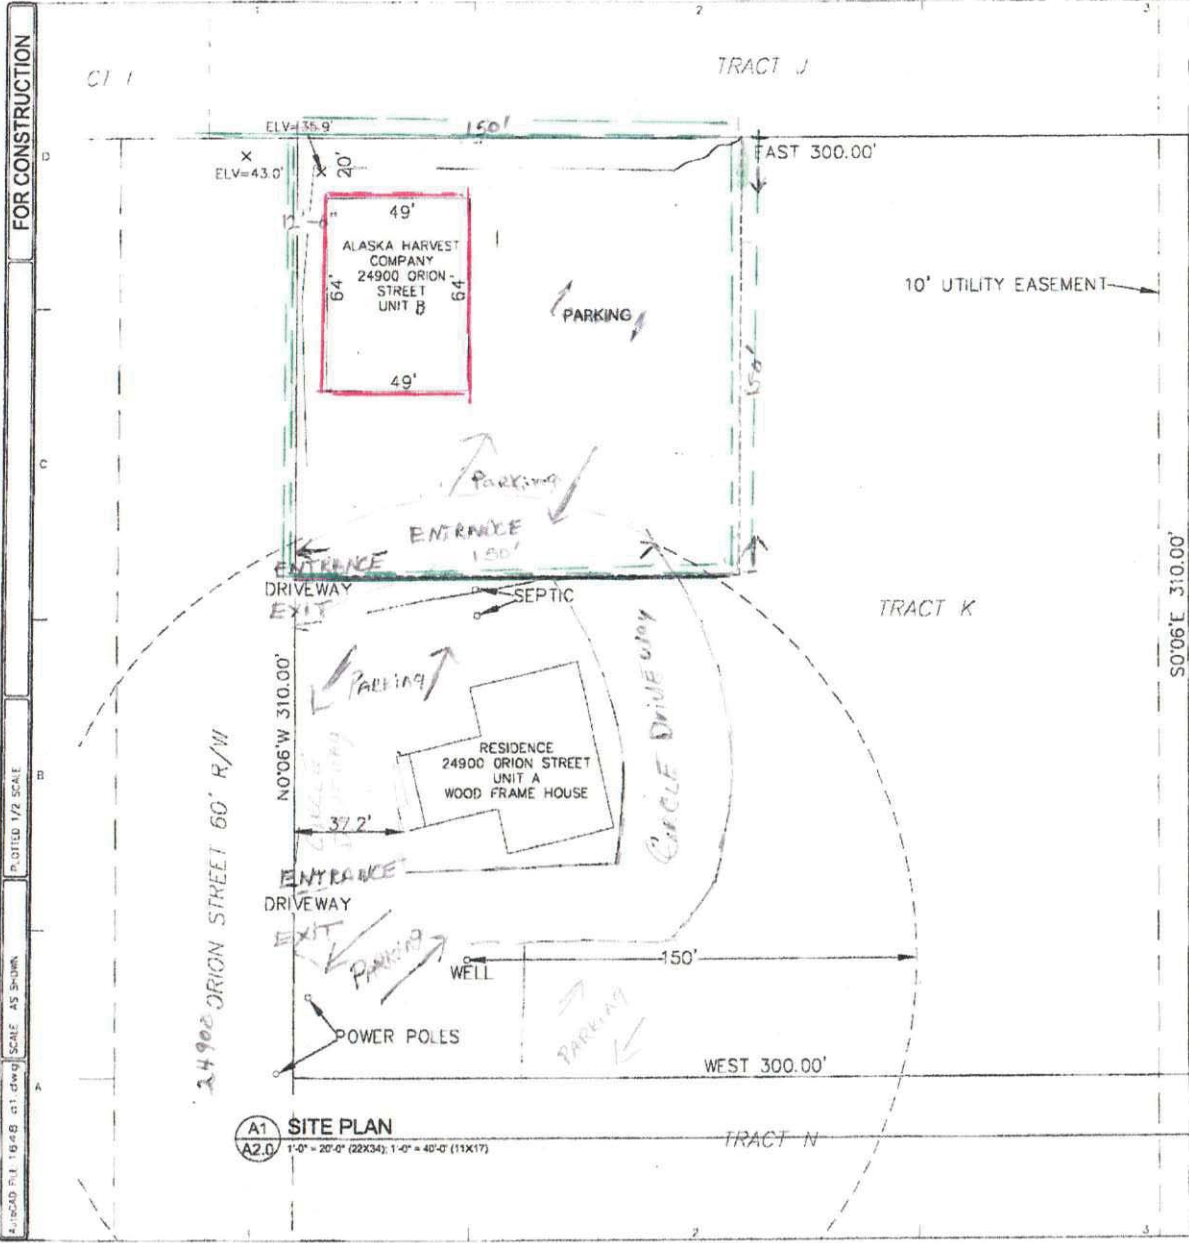 FOR CONSTRUCTION
PLOTTED 1/2 SCALE
SCALE AS SHOWN
1
2
3
D
C
B
A
TRACT J
ELV=35.9'
150'
ELV=43.0'
20'
EAST 300.00'
49'
ALASKA HARVEST
COMPANY
24900 ORION
STREET
UNIT B
64'
64'
49'
PARKING
10' UTILITY EASEMENT
150'
Parking
ENTRANCE
150'
ENTRANCE
DRIVEWAY
EXIT
SEPTIC
TRACT K
S0°06'E 310.00'
N0°06'W 310.00'
PARKING
CIRCLE DRIVEway
RESIDENCE
24900 ORION STREET
UNIT A
WOOD FRAME HOUSE
37.2'
24900 ORION STREET 60' R/W
ENTRANCE
DRIVEWAY
EXIT
PARKING
WELL
150'
PARKING
POWER POLES
WEST 300.00'
A1
A2.0
SITE PLAN
1'-0" = 20'-0" (22X34); 1'-0" = 40'-0" (11X17)
TRACT N
2
3